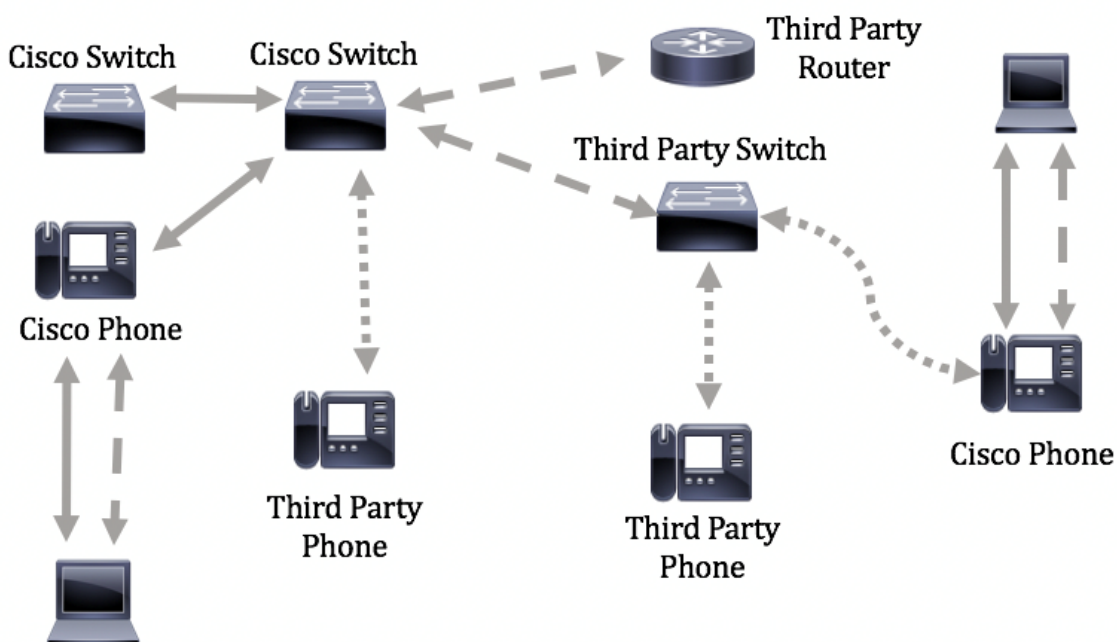 Cisco Switch
Cisco Switch
Third Party
Router
Third Party Switch
Cisco Phone
Third Party
Phone
Third Party
Phone
Cisco Phone